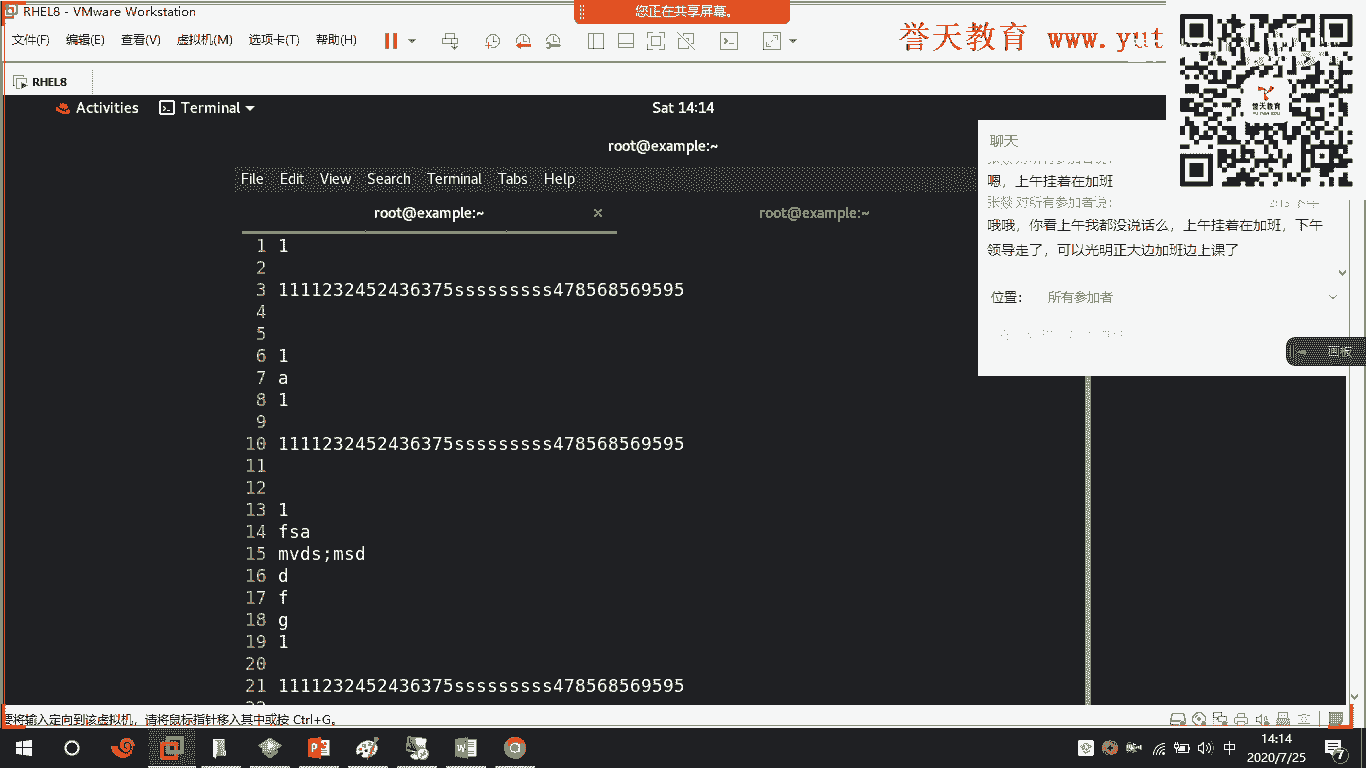 RHEL8 - VMware Workstation
您正在共享屏幕。
文件(F) 编辑(E) 查看(V) 虚拟机(M) 选项卡(T) 帮助(H)
誉天教育 www.yut
誉天教育
RHEL8
Activities Terminal Sat 14:14
root@example:~
File Edit View Search Terminal Tabs Help
root@example:~ × root@example:~
1 1
2
3 1111232452436375sssssssss478568569595
4
5
6 1
7 a
8 1
9
10 1111232452436375sssssssss478568569595
11
12
13 1
14 fsa
15 mvds;msd
16 d
17 f
18 g
19 1
20
21 1111232452436375sssssssss478568569595
聊天
嗯，上午挂着在加班
对所有参加者说：
哦哦，你看上午我都没说话么，上午挂着在加班，下午
领导走了，可以光明正大边加班边上课了
位置： 所有参加者
画板
要将输入定向到该虚拟机，请将鼠标指针移入其中或按 Ctrl+G。
中
14:14
2020/7/25
7